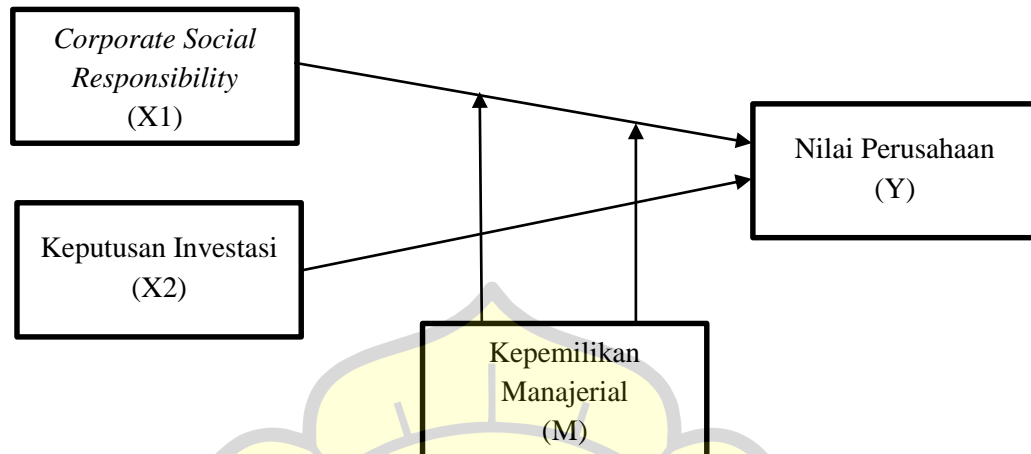 Corporate Social
Responsibility
(X1)
Keputusan Investasi
(X2)
Nilai Perusahaan
(Y)
Kepemilikan
Manajerial
(M)